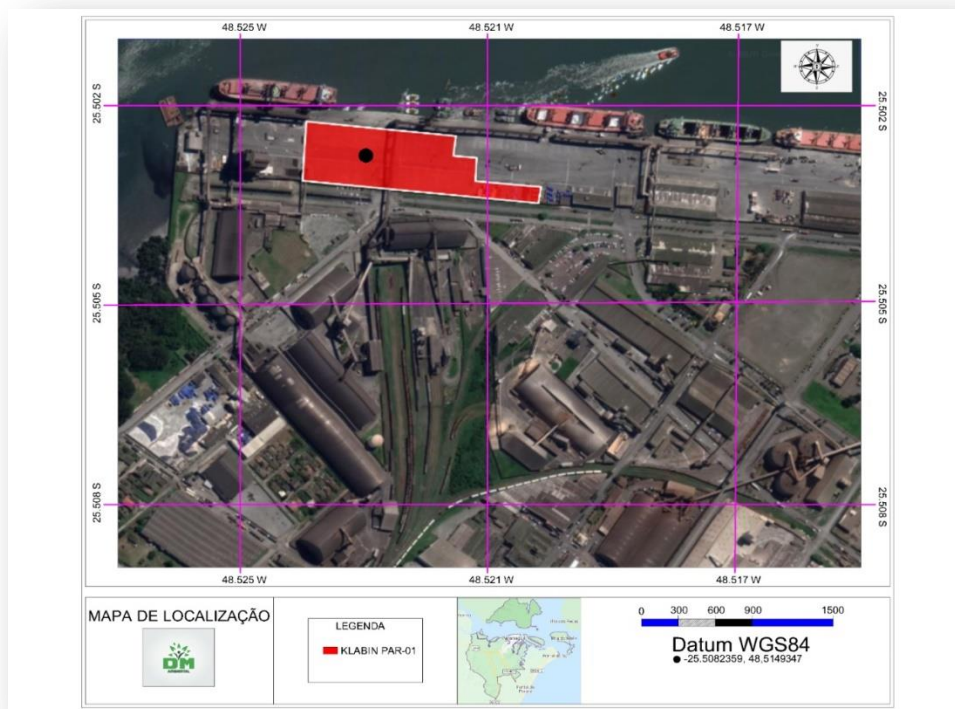 48.525 W 48.521 W 48.517 W
25.502 S 25.502 S
25.505 S 25.505 S
25.508 S 25.508 S
48.525 W 48.521 W 48.517 W
MAPA DE LOCALIZAÇÃO
DM
AMBIENTAL
LEGENDA
KLABIN PAR-01
0 300 600 900 1500
Datum WGS84
-25.5082359, 48.5149347